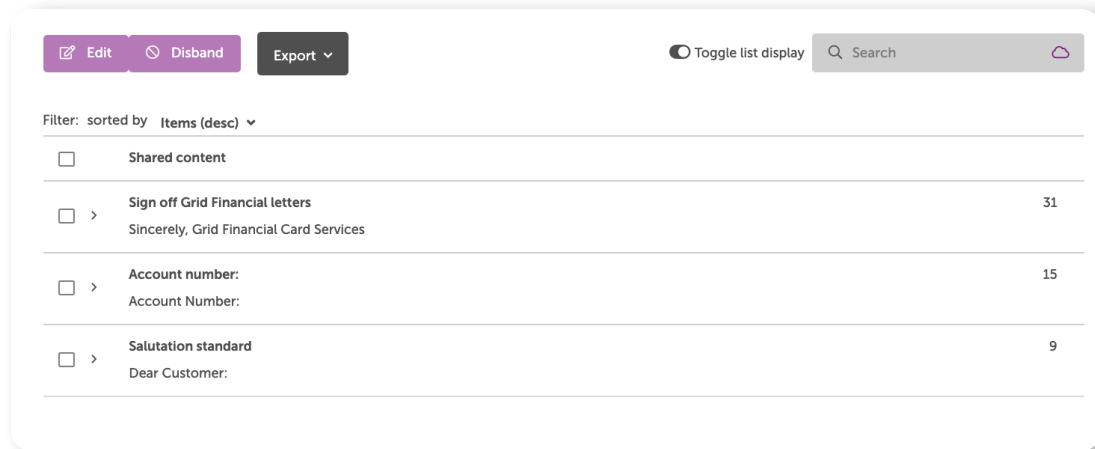 Edit Disband Export Toggle list display Search
Filter: sorted by Items (desc)
Shared content
Sign off Grid Financial letters 31
Sincerely, Grid Financial Card Services
Account number: 15
Account Number:
Salutation standard 9
Dear Customer: